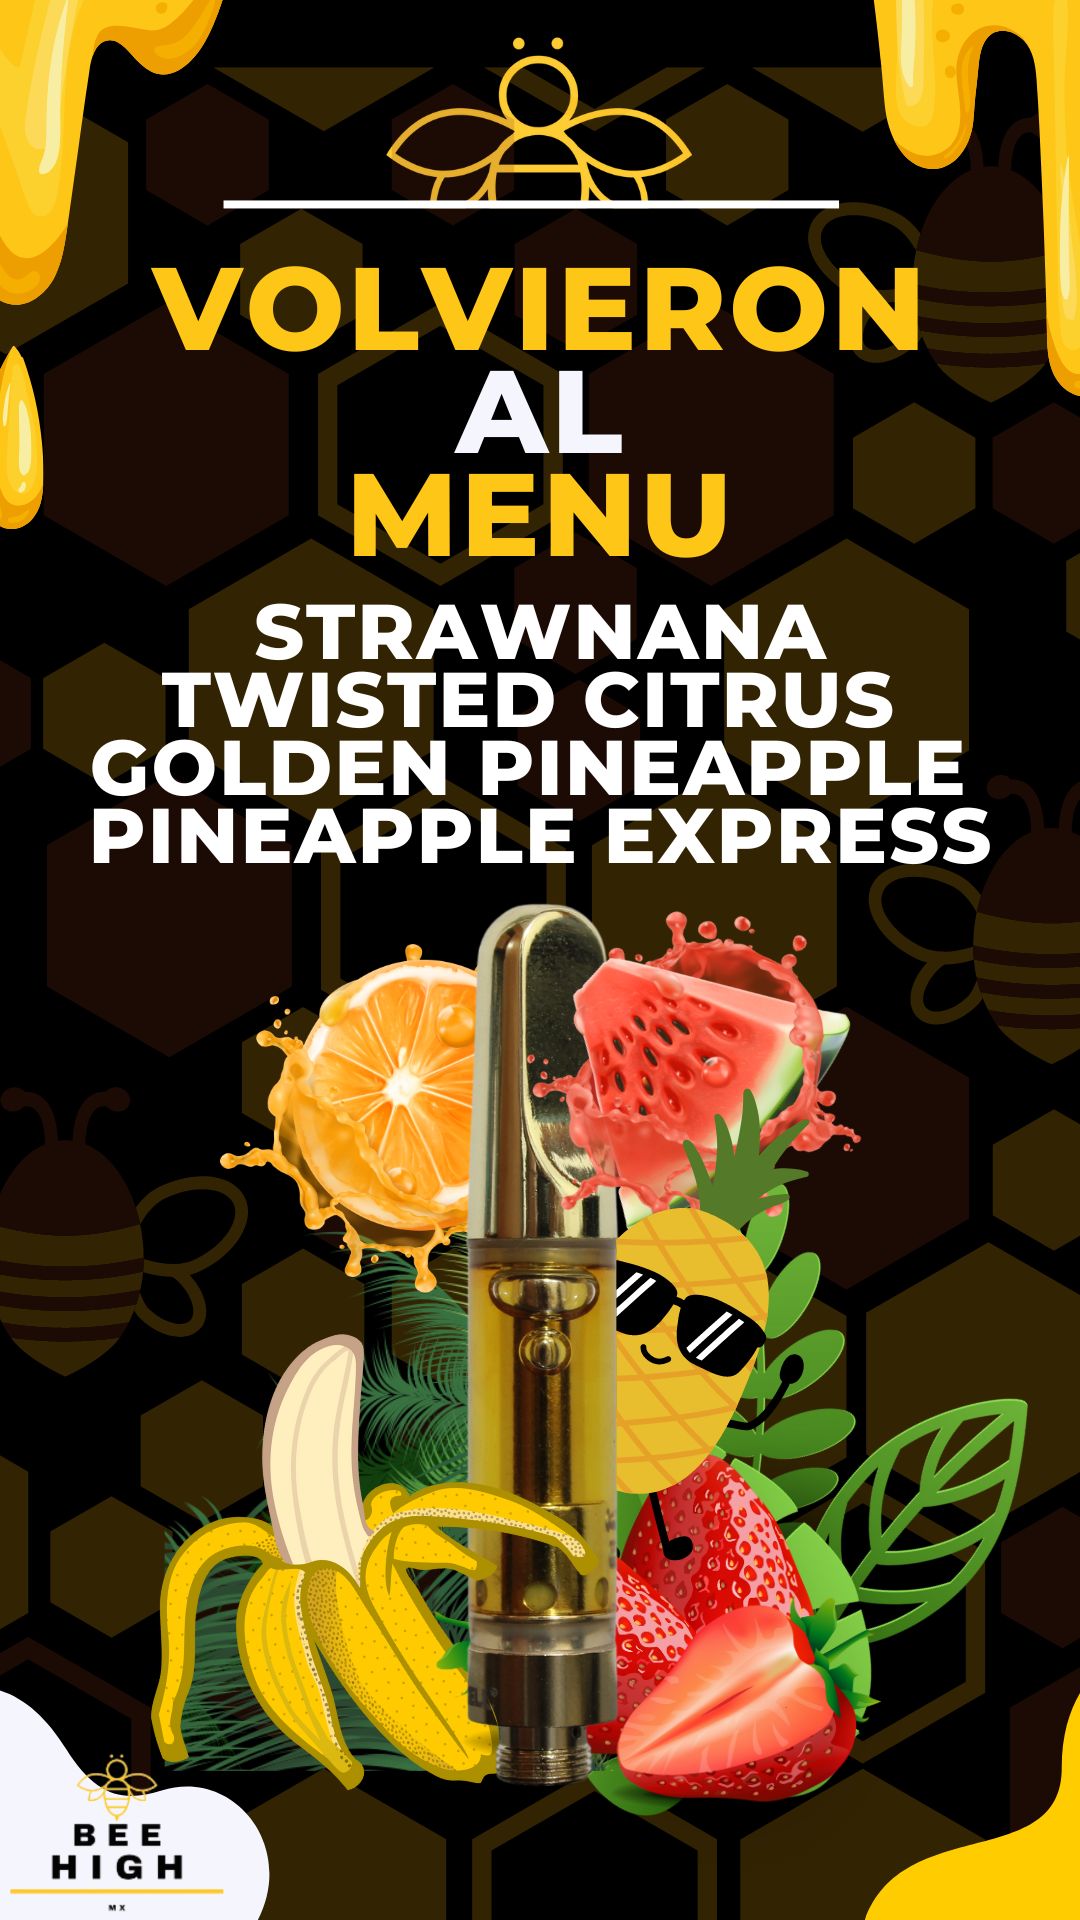 VOLVIERON
AL
MENU
STRAWNANA
TWISTED CITRUS
GOLDEN PINEAPPLE
PINEAPPLE EXPRESS
BEE
HIGH
MX